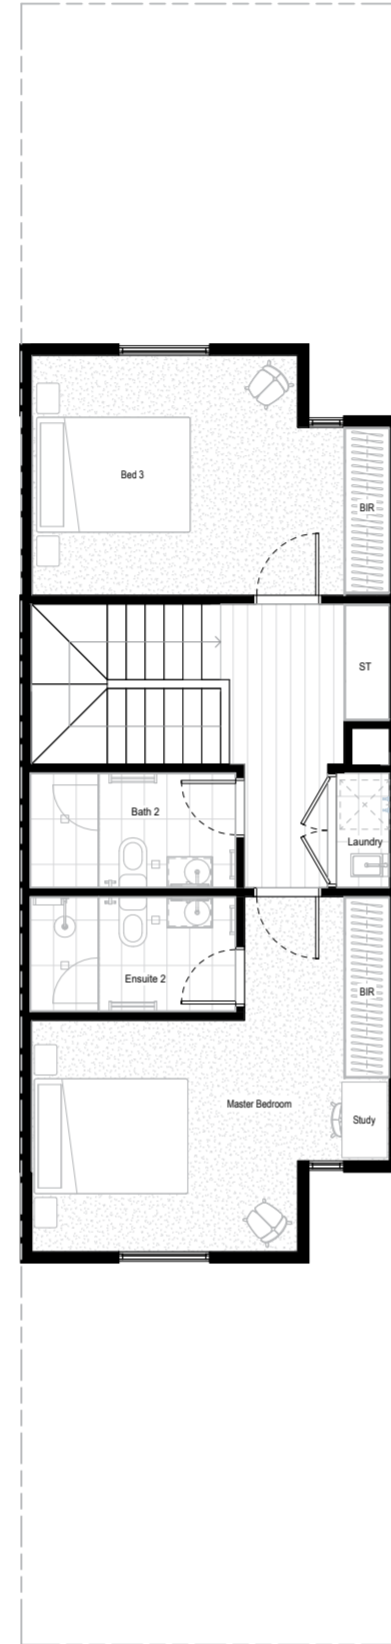 Bed 3
BIR
ST
Bath 2
Laundry
Ensuite 2
BIR
Master Bedroom
Study